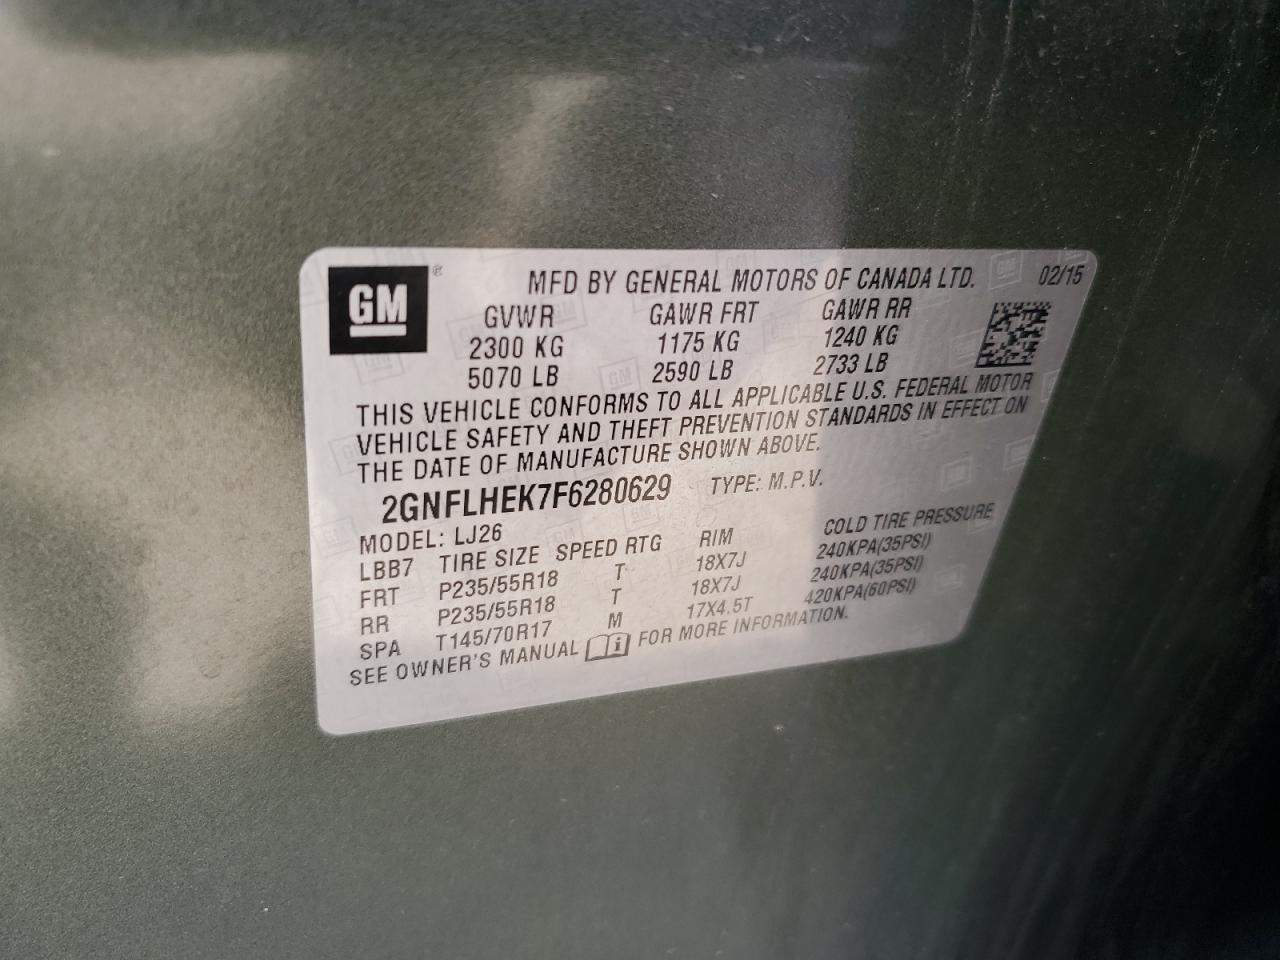 GM ®
MFD BY GENERAL MOTORS OF CANADA LTD. 02/15
GVWR GAWR FRT GAWR RR
2300 KG 1175 KG 1240 KG
5070 LB 2590 LB 2733 LB
THIS VEHICLE CONFORMS TO ALL APPLICABLE U.S. FEDERAL MOTOR
VEHICLE SAFETY AND THEFT PREVENTION STANDARDS IN EFFECT ON
THE DATE OF MANUFACTURE SHOWN ABOVE.
2GNFLHEK7F6280629 TYPE: M.P.V.
MODEL: LJ26
LBB7 TIRE SIZE SPEED RTG RIM COLD TIRE PRESSURE
FRT P235/55R18 T 18X7J 240KPA(35PSI)
RR P235/55R18 T 18X7J 240KPA(35PSI)
SPA T145/70R17 M 17X4.5T 420KPA(60PSI)
SEE OWNER'S MANUAL i FOR MORE INFORMATION.